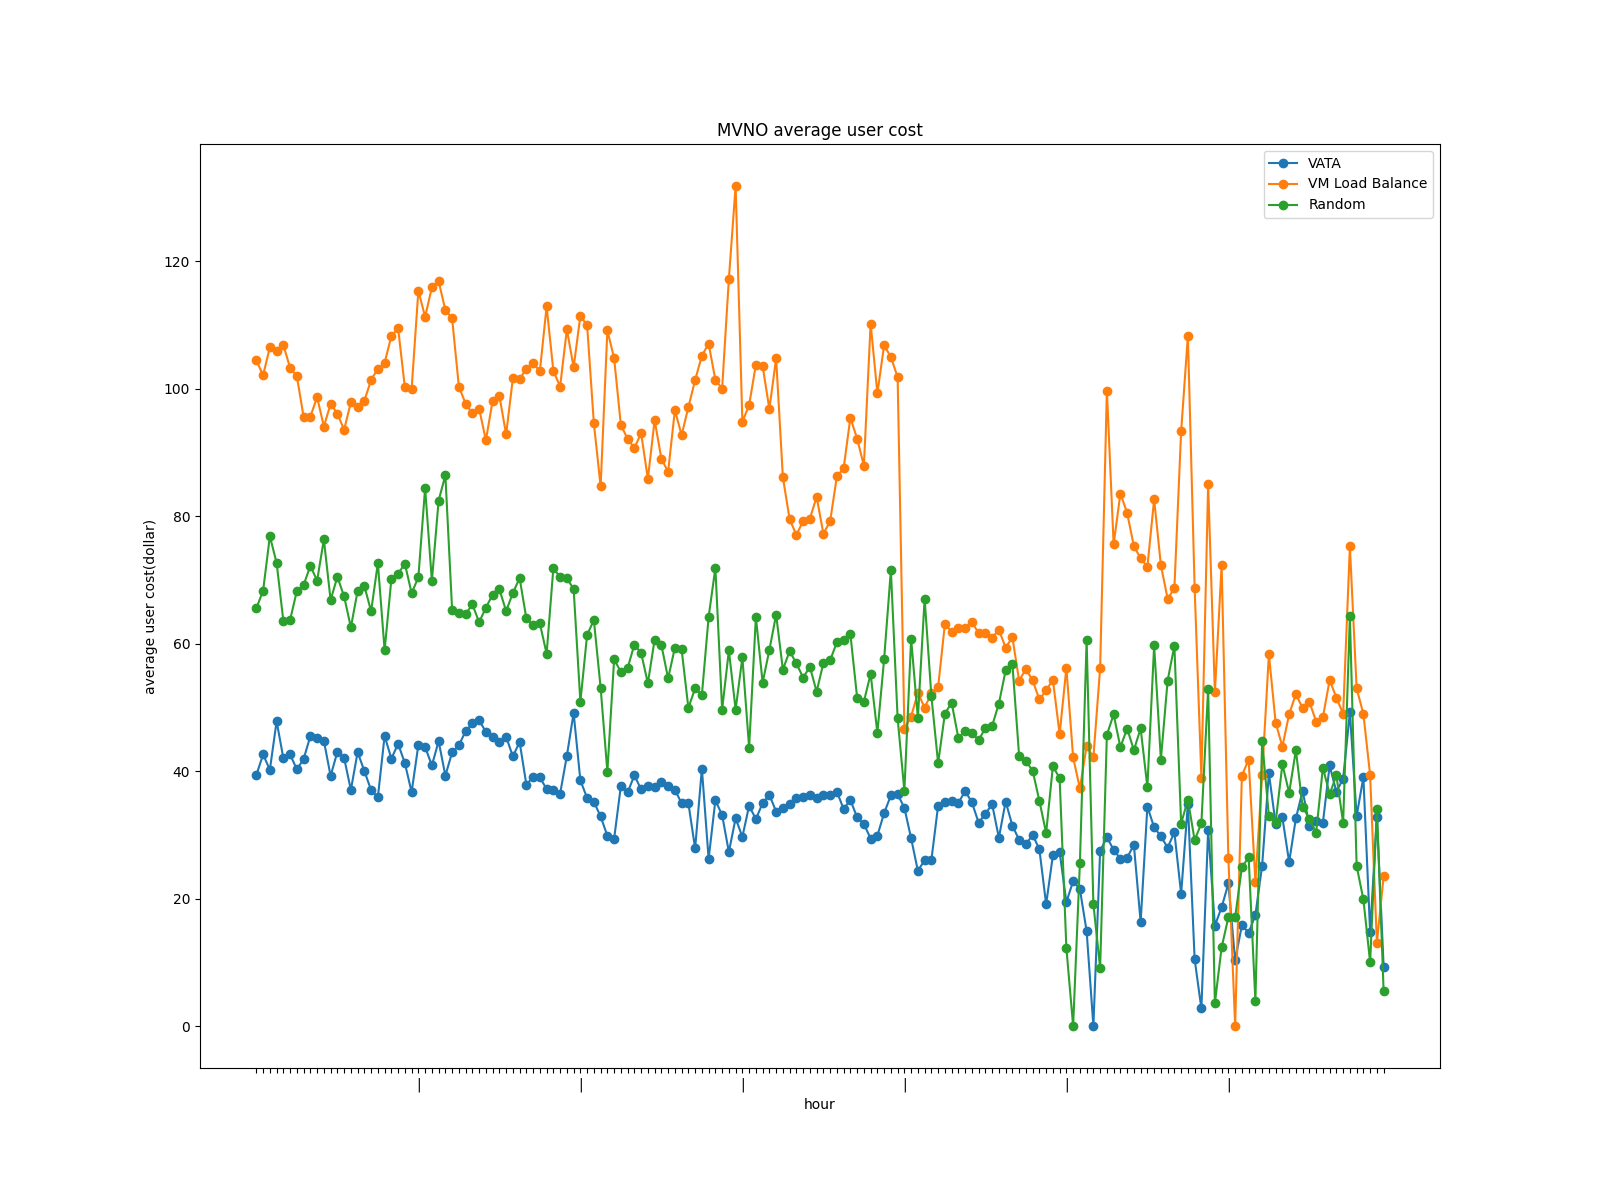 MVNO average user cost
VATA
VM Load Balance
Random
120
100
80
60
40
20
0
average user cost(dollar)
| | | | | |
hour